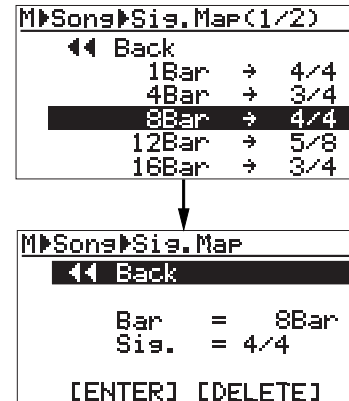 M▶Song▶Sig.Map(1/2)
◀◀ Back
1Bar → 4/4
4Bar → 3/4
8Bar → 4/4
12Bar → 5/8
16Bar → 3/4
M▶Song▶Sig.Map
◀◀ Back
Bar = 8Bar
Sig. = 4/4
[ENTER] [DELETE]